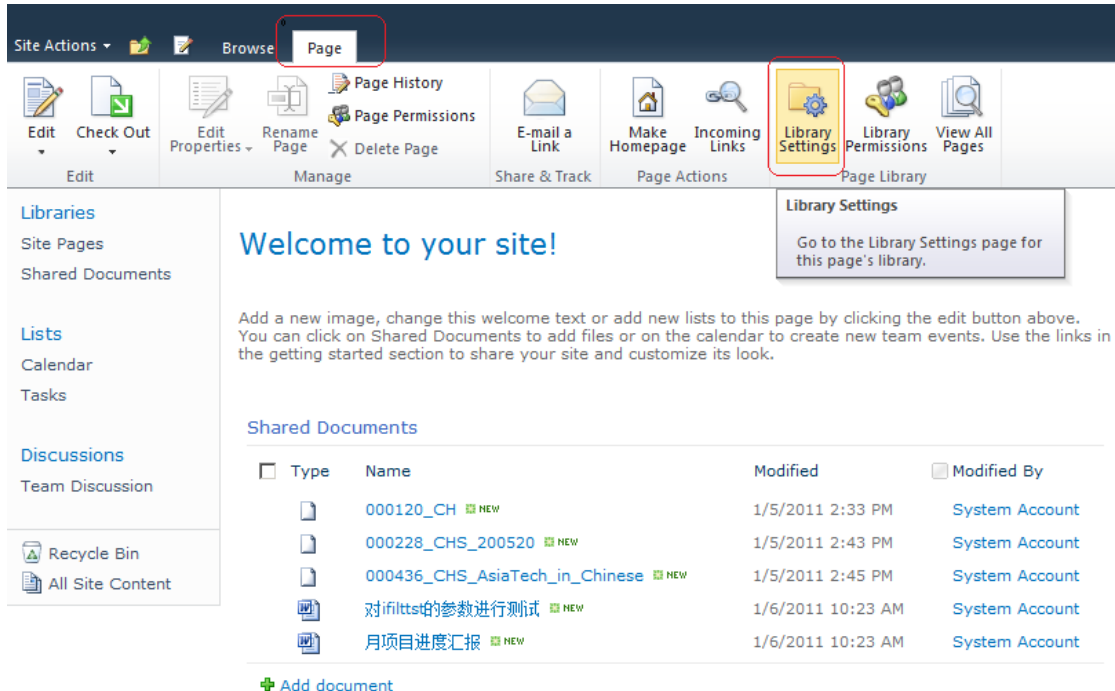 Site Actions Browse Page
Edit Check Out Edit Properties Rename Page Page History
Page Permissions
Delete Page
E-mail a Link Make Homepage Incoming Links Library Settings Library Permissions View All Pages
Edit Manage Share & Track Page Actions Page Library
Library Settings
Go to the Library Settings page for
this page's library.
Libraries
Site Pages
Shared Documents
Lists
Calendar
Tasks
Discussions
Team Discussion
Recycle Bin
All Site Content
Welcome to your site!
Add a new image, change this welcome text or add new lists to this page by clicking the edit button above.
You can click on Shared Documents to add files or on the calendar to create new team events. Use the links in
the getting started section to share your site and customize its look.
Shared Documents
Type Name Modified Modified By
000120_CH NEW 1/5/2011 2:33 PM System Account
000228_CHS_200520 NEW 1/5/2011 2:43 PM System Account
000436_CHS_AsiaTech_in_Chinese NEW 1/5/2011 2:45 PM System Account
对ifilttst的参数进行测试 NEW 1/6/2011 10:23 AM System Account
月项目进度汇报 NEW 1/6/2011 10:23 AM System Account
Add document